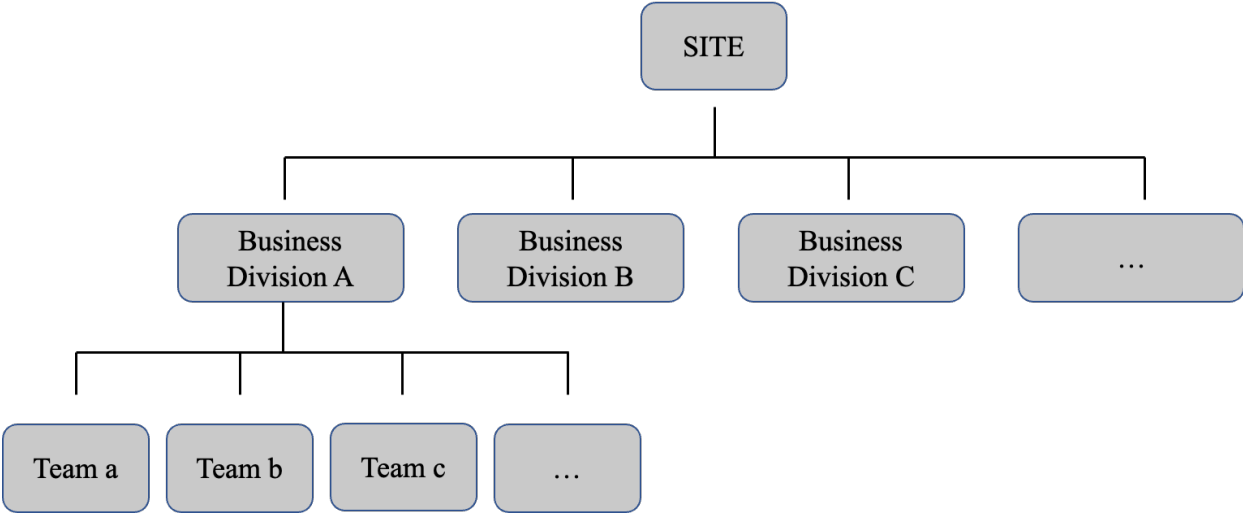 SITE
Business
Division A
Business
Division B
Business
Division C
…
Team a
Team b
Team c
…